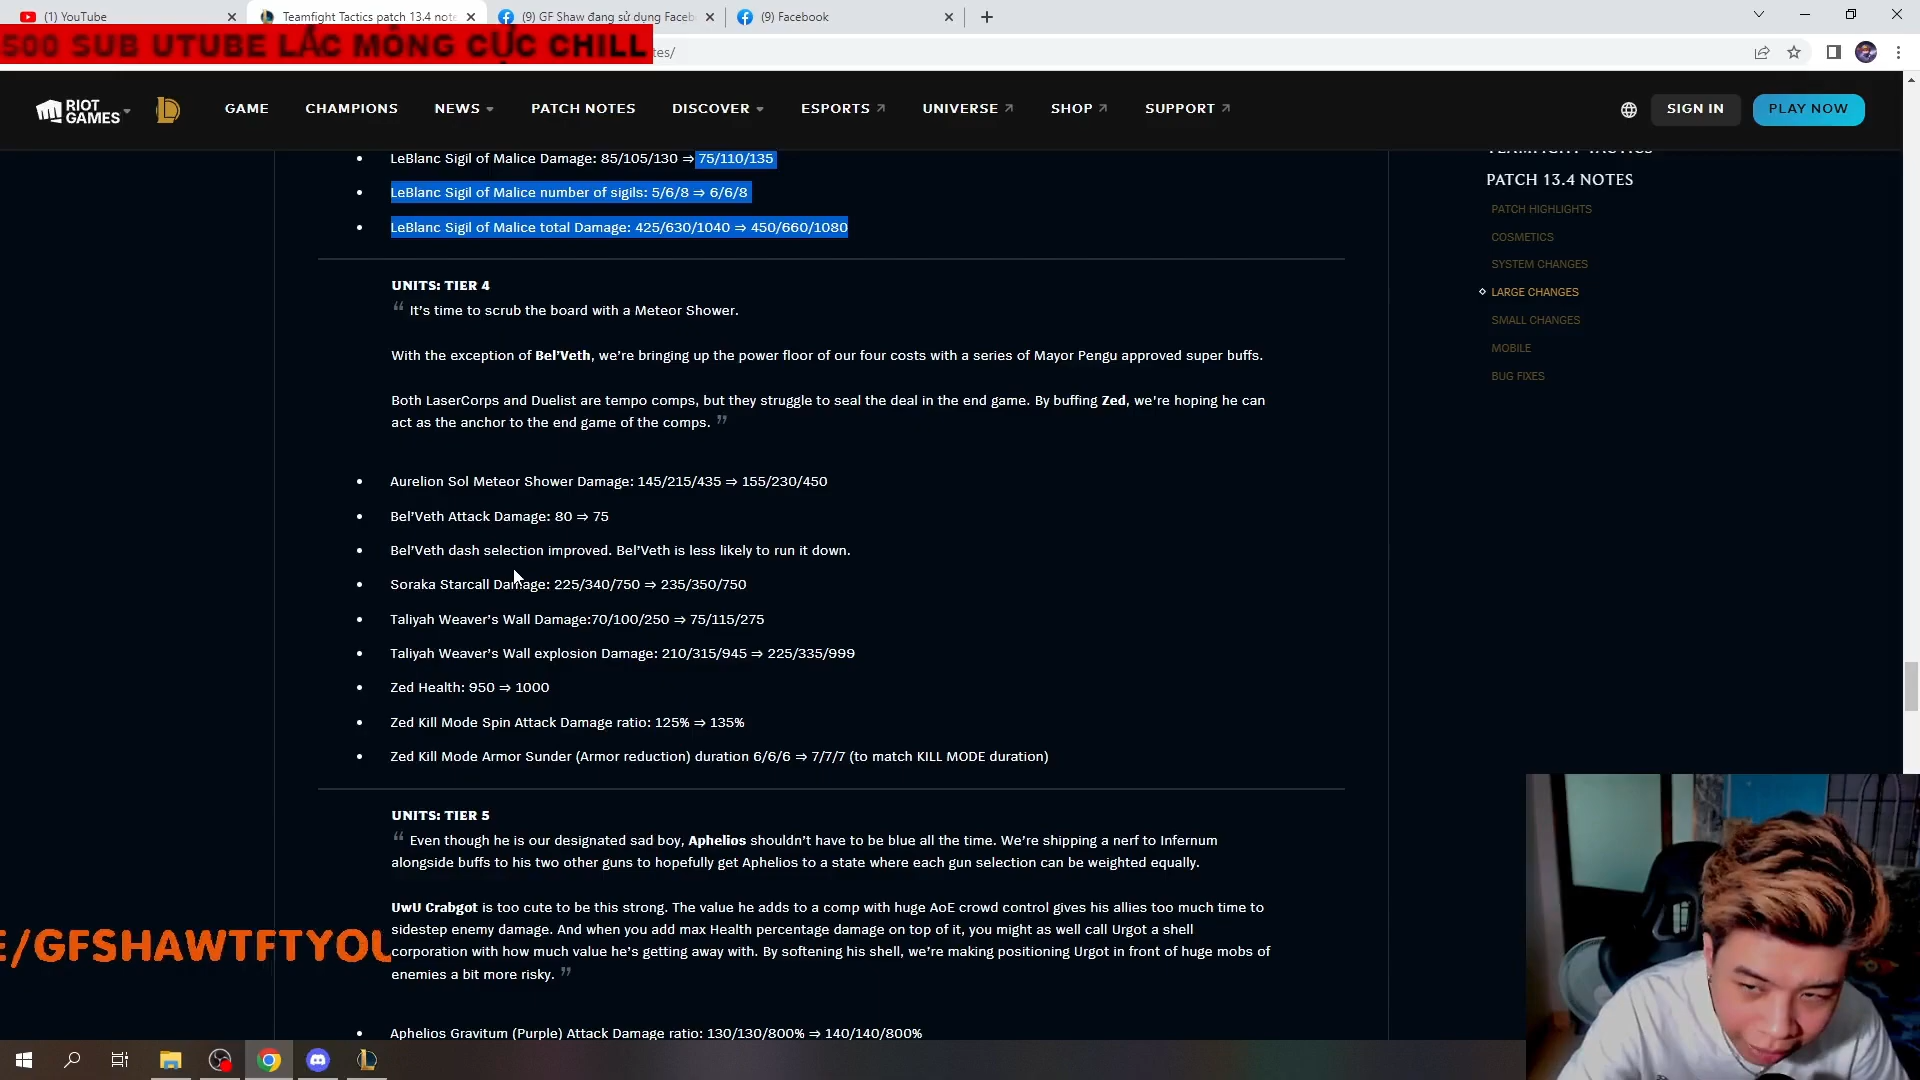 (1) YouTube
Teamfight Tactics patch 13.4 note
(9) GF Shaw đang sử dụng Faceb
(9) Facebook
500 SUB UTUBE LẮC MÔNG CỰC CHILL
tes/
RIOT GAMES
GAME
CHAMPIONS
NEWS
PATCH NOTES
DISCOVER
ESPORTS
UNIVERSE
SHOP
SUPPORT
SIGN IN
PLAY NOW
• LeBlanc Sigil of Malice Damage: 85/105/130 ⇒ 75/110/135
• LeBlanc Sigil of Malice number of sigils: 5/6/8 ⇒ 6/6/8
• LeBlanc Sigil of Malice total Damage: 425/630/1040 ⇒ 450/660/1080
UNITS: TIER 4
“ It’s time to scrub the board with a Meteor Shower.
With the exception of Bel’Veth, we’re bringing up the power floor of our four costs with a series of Mayor Pengu approved super buffs.
Both LaserCorps and Duelist are tempo comps, but they struggle to seal the deal in the end game. By buffing Zed, we’re hoping he can
act as the anchor to the end game of the comps. ”
• Aurelion Sol Meteor Shower Damage: 145/215/435 ⇒ 155/230/450
• Bel’Veth Attack Damage: 80 ⇒ 75
• Bel’Veth dash selection improved. Bel’Veth is less likely to run it down.
• Soraka Starcall Damage: 225/340/750 ⇒ 235/350/750
• Taliyah Weaver’s Wall Damage:70/100/250 ⇒ 75/115/275
• Taliyah Weaver’s Wall explosion Damage: 210/315/945 ⇒ 225/335/999
• Zed Health: 950 ⇒ 1000
• Zed Kill Mode Spin Attack Damage ratio: 125% ⇒ 135%
• Zed Kill Mode Armor Sunder (Armor reduction) duration 6/6/6 ⇒ 7/7/7 (to match KILL MODE duration)
UNITS: TIER 5
“ Even though he is our designated sad boy, Aphelios shouldn’t have to be blue all the time. We’re shipping a nerf to Infernum
alongside buffs to his two other guns to hopefully get Aphelios to a state where each gun selection can be weighted equally.
UwU Crabgot is too cute to be this strong. The value he adds to a comp with huge AoE crowd control gives his allies too much time to
sidestep enemy damage. And when you add max Health percentage damage on top of it, you might as well call Urgot a shell
corporation with how much value he’s getting away with. By softening his shell, we’re making positioning Urgot in front of huge mobs of
enemies a bit more risky. ”
• Aphelios Gravitum (Purple) Attack Damage ratio: 130/130/800% ⇒ 140/140/800%
TEAMFIGHT TACTICS
PATCH 13.4 NOTES
PATCH HIGHLIGHTS
COSMETICS
SYSTEM CHANGES
LARGE CHANGES
SMALL CHANGES
MOBILE
BUG FIXES
E/GFSHAWTFTYOU